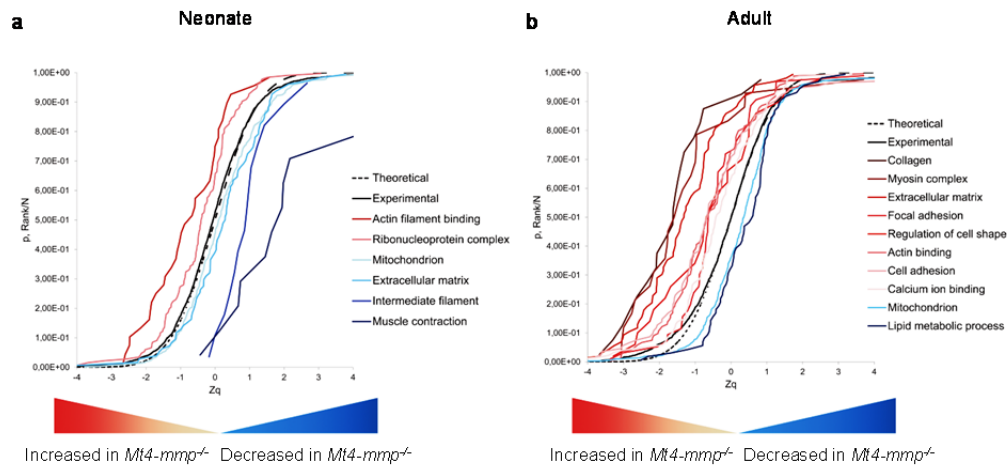 a
Neonate
1,00E+00
9,00E-01
8,00E-01
7,00E-01
6,00E-01
5,00E-01
4,00E-01
3,00E-01
2,00E-01
1,00E-01
0,00E+00
p, Rank/N
-4 -3 -2 -1 0 1 2 3 4
Zq
Theoretical
Experimental
Actin filament binding
Ribonucleoprotein complex
Mitochondrion
Extracellular matrix
Intermediate filament
Muscle contraction
Increased in Mt4-mmp-/- Decreased in Mt4-mmp-/-
b
Adult
1,00E+00
9,00E-01
8,00E-01
7,00E-01
6,00E-01
5,00E-01
4,00E-01
3,00E-01
2,00E-01
1,00E-01
0,00E+00
p, Rank/N
-4 -3 -2 -1 0 1 2 3 4
Zq
Theoretical
Experimental
Collagen
Myosin complex
Extracellular matrix
Focal adhesion
Regulation of cell shape
Actin binding
Cell adhesion
Calcium ion binding
Mitochondrion
Lipid metabolic process
Increased in Mt4-mmp-/- Decreased in Mt4-mmp-/-